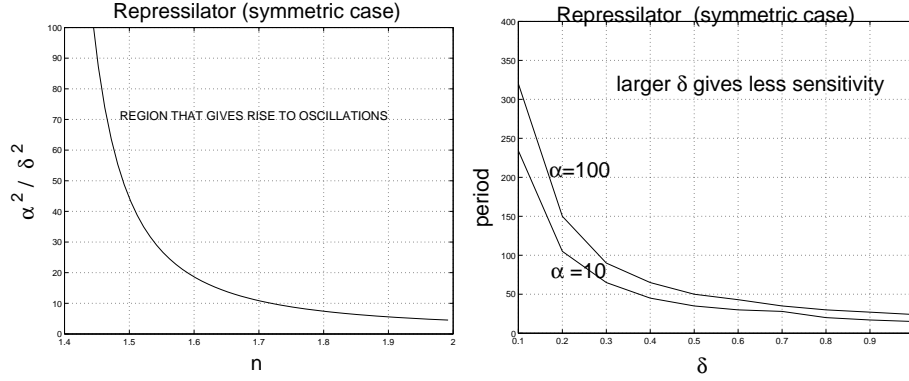 Repressilator (symmetric case)
100
90
80
70
60
50
40
30
20
10
0
α 2 / δ 2
REGION THAT GIVES RISE TO OSCILLATIONS
1.4 1.5 1.6 1.7 1.8 1.9 2
n
Repressilator (symmetric case)
400
350
300
250
200
150
100
50
0
period
larger δ gives less sensitivity
α=100
α =10
0.1 0.2 0.3 0.4 0.5 0.6 0.7 0.8 0.9
δ